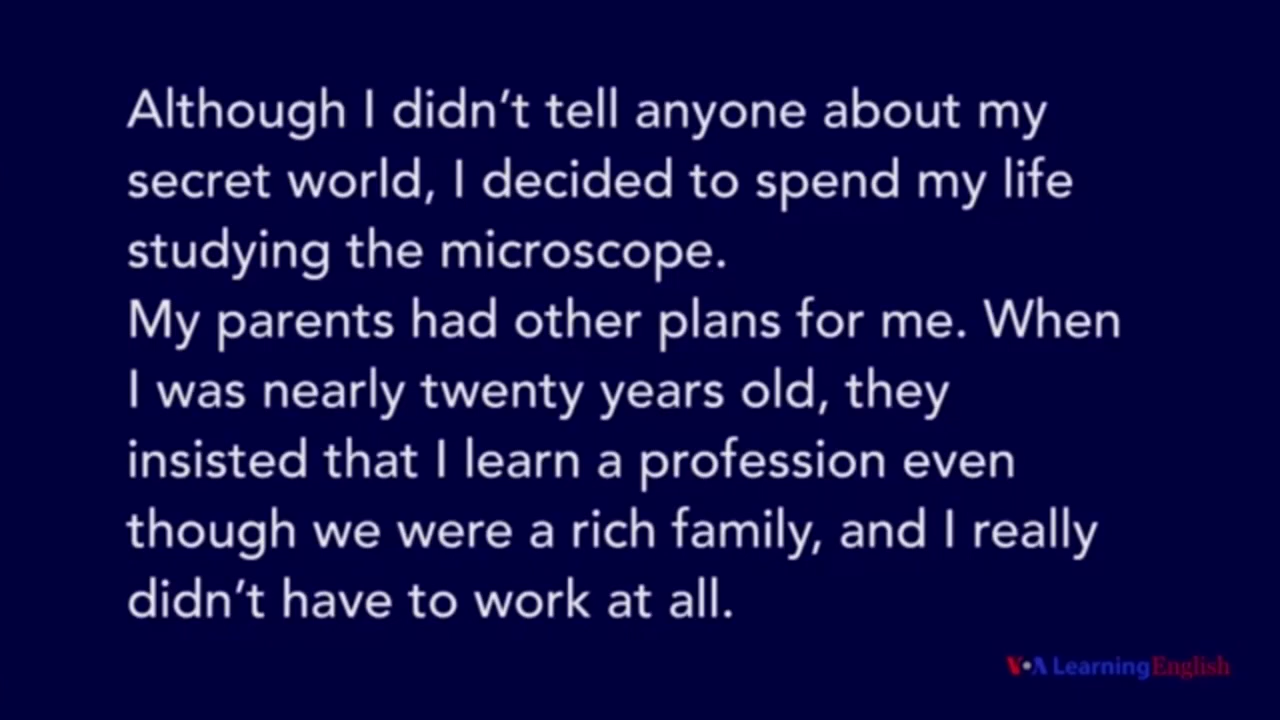 Although I didn’t tell anyone about my
secret world, I decided to spend my life
studying the microscope.
My parents had other plans for me. When
I was nearly twenty years old, they
insisted that I learn a profession even
though we were a rich family, and I really
didn’t have to work at all.
VOA Learning English